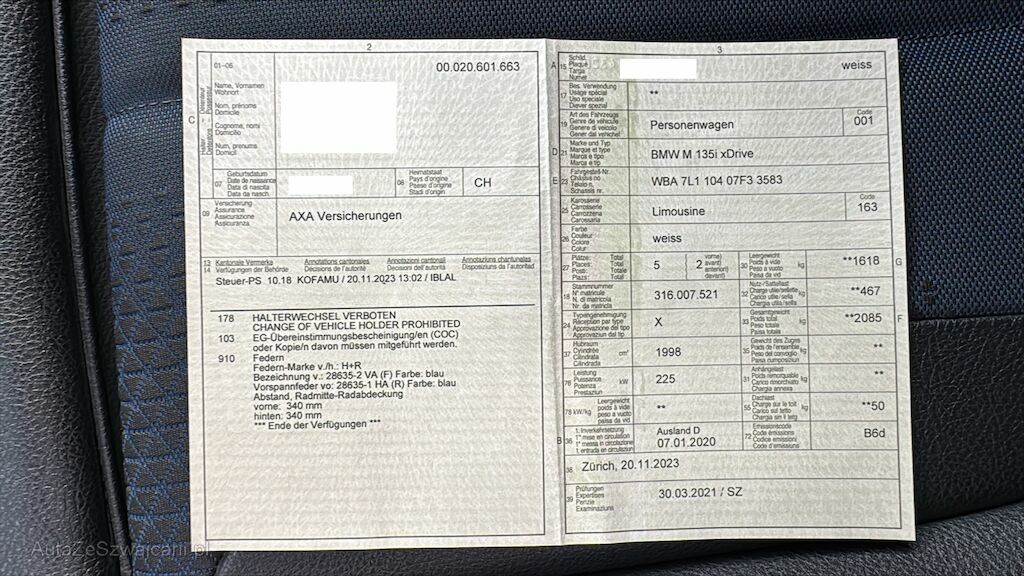 2
01–06
00.020.601.663
C
Name, Vornamen
Wohnort
Nom, prénoms
Domicile
Cognome, nomi
Domicilio
Num, prenums
Domicil
07
Geburtsdatum
Date de naissance
Data di nascita
Data da nasch.
08
Heimatstaat
Pays d'origine
Paese d'origine
Stadi d'origin
CH
09
Versicherung
Assurance
Assicurazione
Assicuranza
AXA Versicherungen
13
14
Kantonale Vermerke
Verfügungen der Behörde
Annotations cantonales
Décisions de l'autorité
Annotazioni cantonali
Decisioni dell'autorità
Annotaziuns chantunalas
Disposiziuns da l'autoritad
Steuer-PS 10.18 KOFAMU / 20.11.2023 13:02 / IBLAL
178 HALTERWECHSEL VERBOTEN
CHANGE OF VEHICLE HOLDER PROHIBITED
103 EG-Übereinstimmungsbescheinigung/en (COC)
oder Kopie/n davon müssen mitgeführt werden.
910 Federn
Federn-Marke v./h.: H+R
Bezeichnung v.: 28635-2 VA (F) Farbe: blau
Vorspannfeder vo: 28635-1 HA (R) Farbe: blau
Abstand, Radmitte-Radabdeckung
vorne: 340 mm
hinten: 340 mm
*** Ende der Verfügungen ***
3
A
15
Schild
Plaque
Targa
Numer
weiss
17
Bes. Verwendung
Usage spécial
Uso speciale
Diever spezial
**
19
Art des Fahrzeugs
Genre de véhicule
Genere di veicolo
Gener dal vehichel
Personenwagen
Code
001
D
21
Marke und Typ
Marque et type
Marca e tipo
Marca e tip
BMW M 135i xDrive
E
23
Fahrgestell-Nr.
Châssis no
Telaio n.
Schassis nr.
WBA 7L1 104 07F3 3583
25
Karosserie
Carrosserie
Carrozzeria
Carossaria
Limousine
Code
163
26
Farbe
Couleur
Colore
Colur
weiss
27
Plätze: Total
Places: Total
Posti: Totale
Plazs: Total
5
2
vorne)
avant)
anteriori)
davant)
30
Leergewicht
Poids à vide
Peso a vuoto
Paisa da vid
kg
**1618
G
18
Stammnummer
N° matricule
N. di matricola
Nr. da matricla
316.007.521
32
Nutz-/Sattellast
Charge utile/sellette
Carico utile/sella
Chargia utila/sella
kg
**467
24
Typengenehmigung
Réception par type
Approvazione del tipo
Approvaziun dal tip
X
33
Gesamtgewicht
Poids total
Peso totale
Paisa totala
kg
**2085
F
37
Hubraum
Cylindrée
Cilindrata
Cilindrada
cm³
1998
35
Gewicht des Zuges
Poids de l'ensemble
Peso del convoglio
Paisa cumposiziun
kg
**
76
Leistung
Puissance
Potenza
Prestaziun
kW
225
31
Anhängelast
Poids remorquable
Carico rimorchiato
Chargia annexa
kg
**
78 kW/kg
Leergewicht
poids à vide
peso a vuoto
paisa da vid
**
55
Dachlast
Charge sur le toit
Carico sul tetto
Chargia sin il tetg
kg
**50
B
36
1. Inverkehrsetzung
1re mise en circulation
1a messa in circolazione
1. entrada en circulaziun
Ausland D
07.01.2020
72
Emissionscode
Code émissions
Codice emissioni
Code d'emissiuns
B6d
38
Zürich, 20.11.2023
39
Prüfungen
Expertises
Perizie
Examinaziuns
30.03.2021 / SZ
AutaZeSzwajcarii.pl